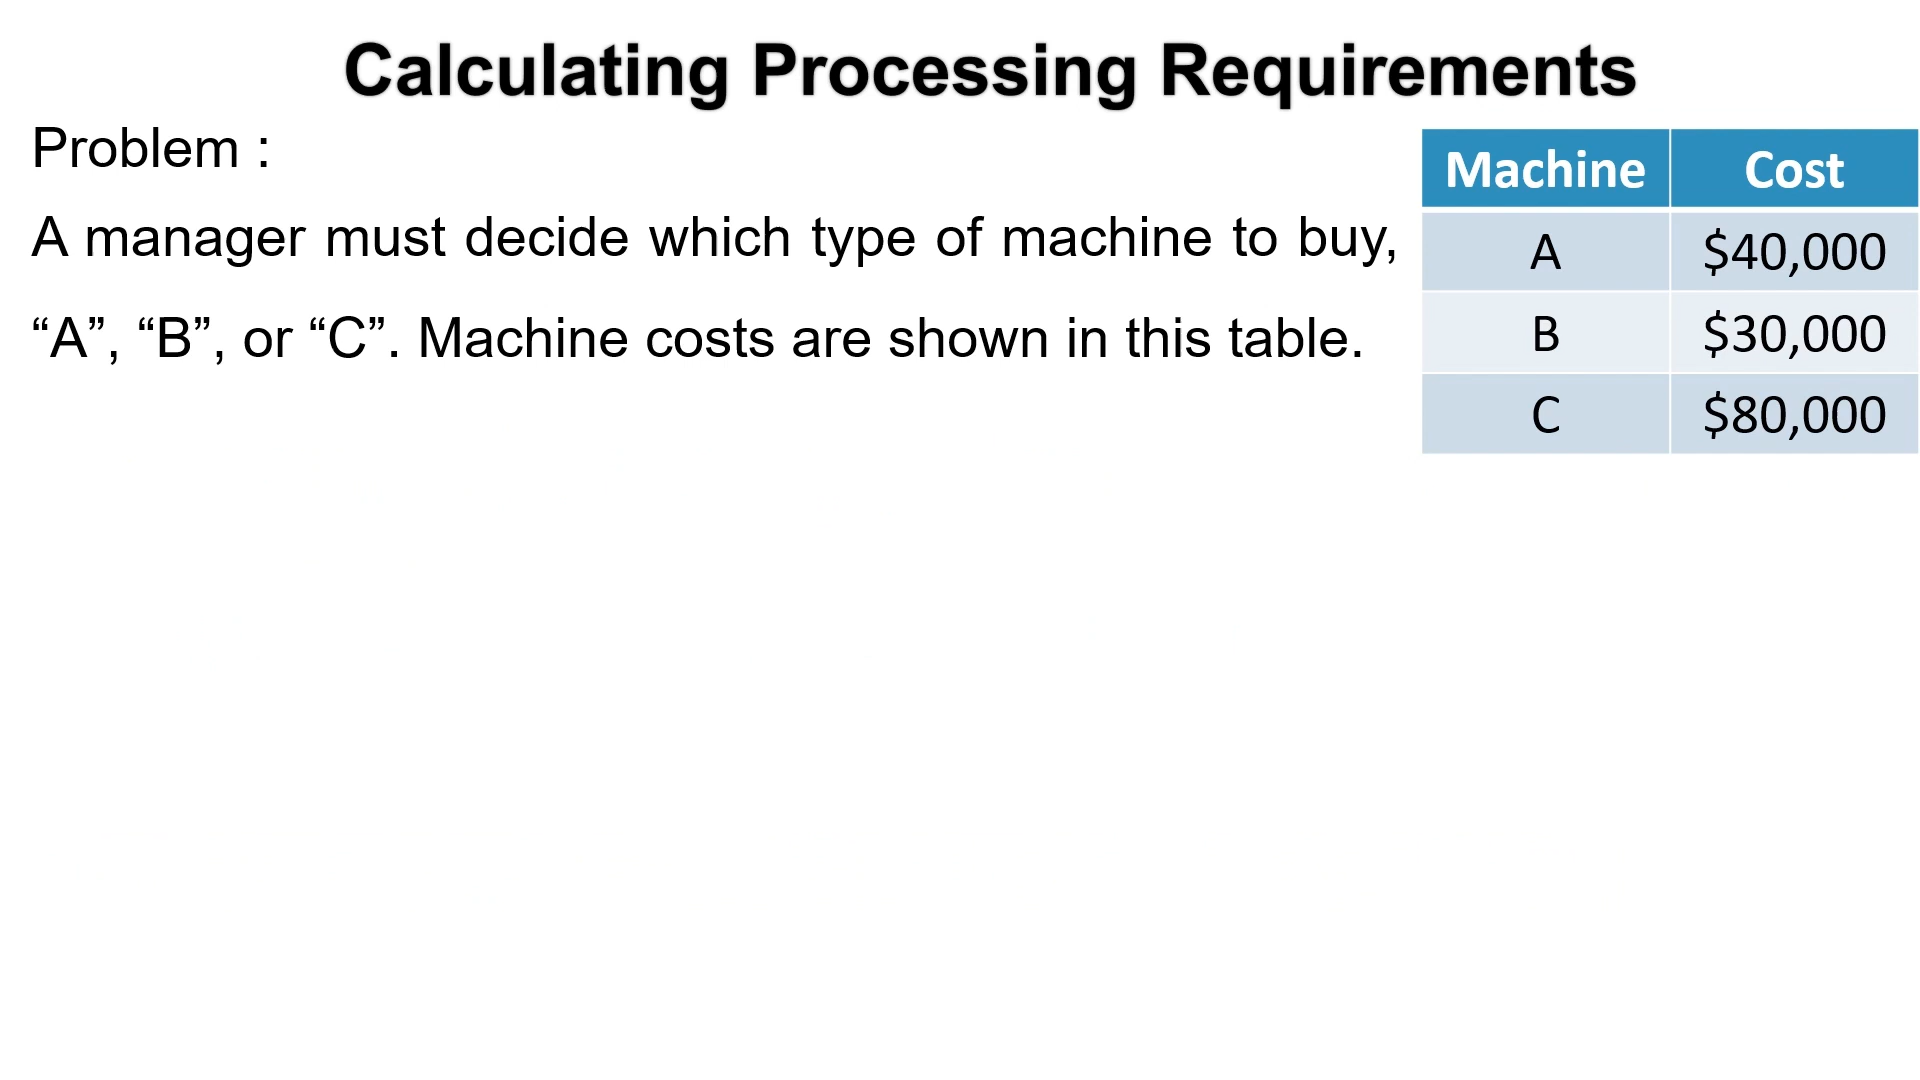 Calculating Processing Requirements
Problem :
A manager must decide which type of machine to buy,
“A”, “B”, or “C”. Machine costs are shown in this table.
Machine Cost
A $40,000
B $30,000
C $80,000